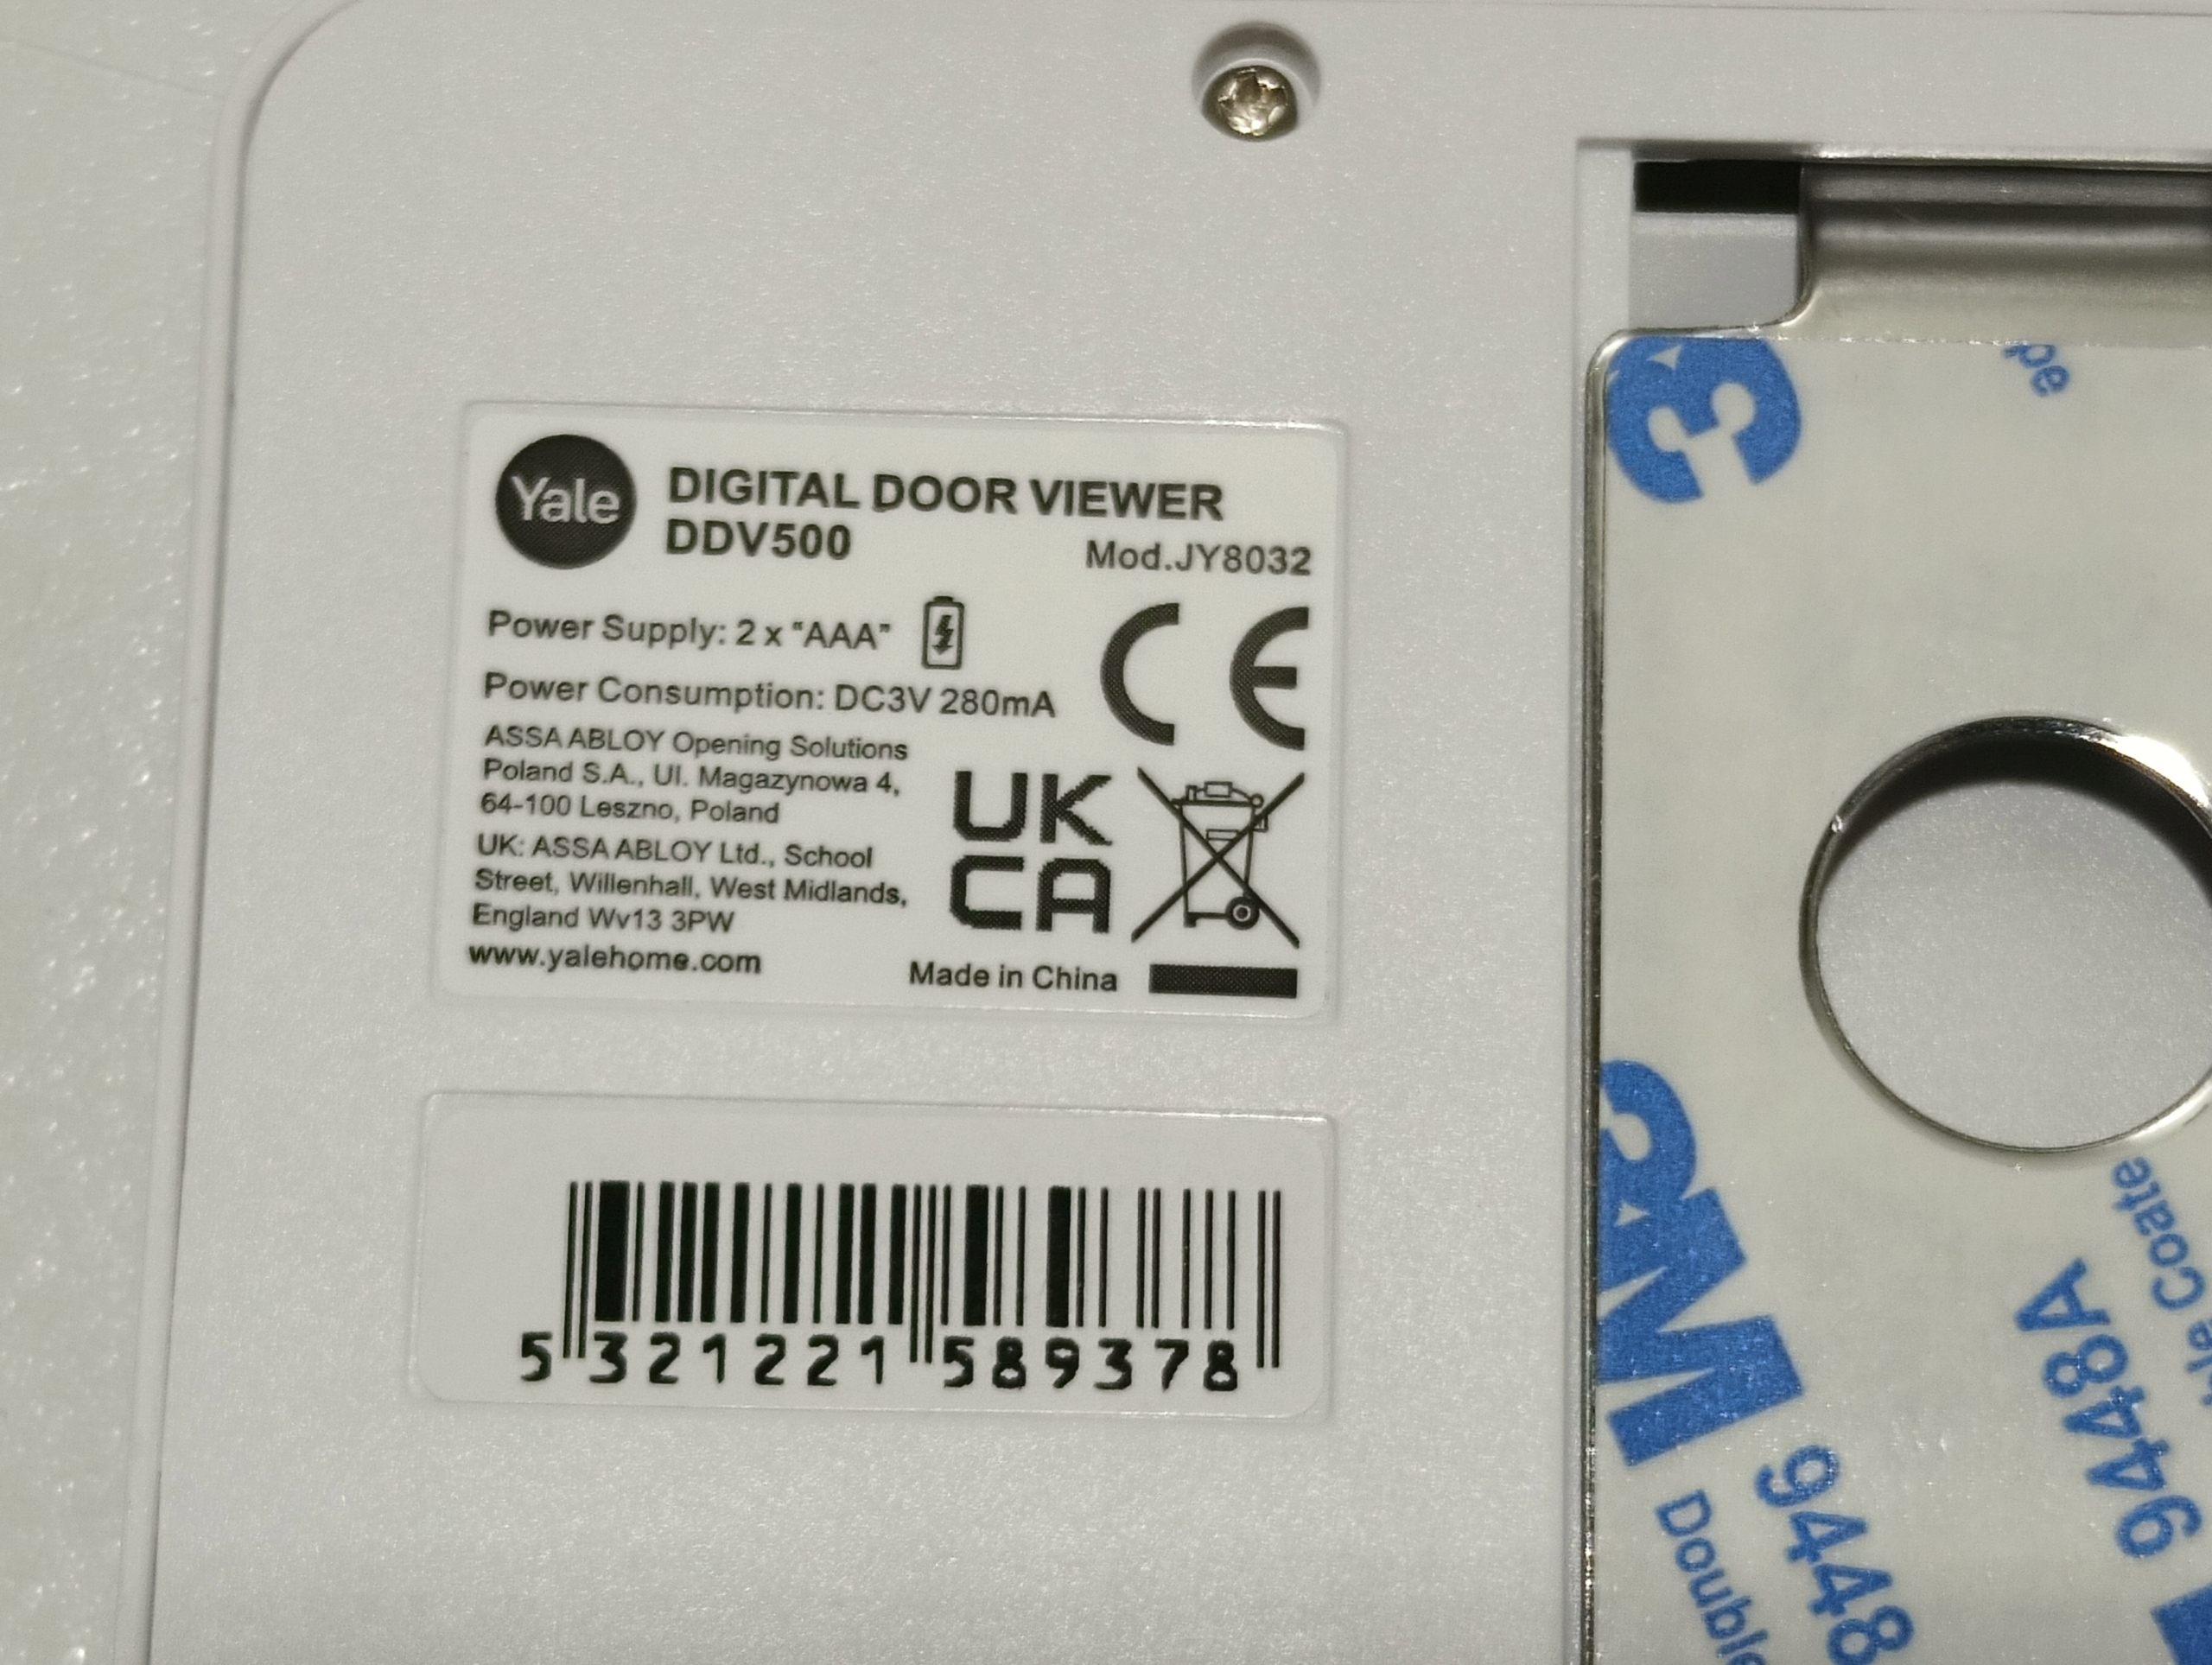 Yale
DIGITAL DOOR VIEWER
DDV500
Mod.JY8032
Power Supply: 2 x "AAA"
CE
Power Consumption: DC3V 280mA
ASSA ABLOY Opening Solutions
Poland S.A., Ul. Magazynowa 4,
64-100 Leszno, Poland
UK
CA
UK: ASSA ABLOY Ltd., School
Street, Willenhall, West Midlands,
England Wv13 3PW
www.yalehome.com
Made in China
5 321221 589378
3
3M
9448A
9448
Double
Coate